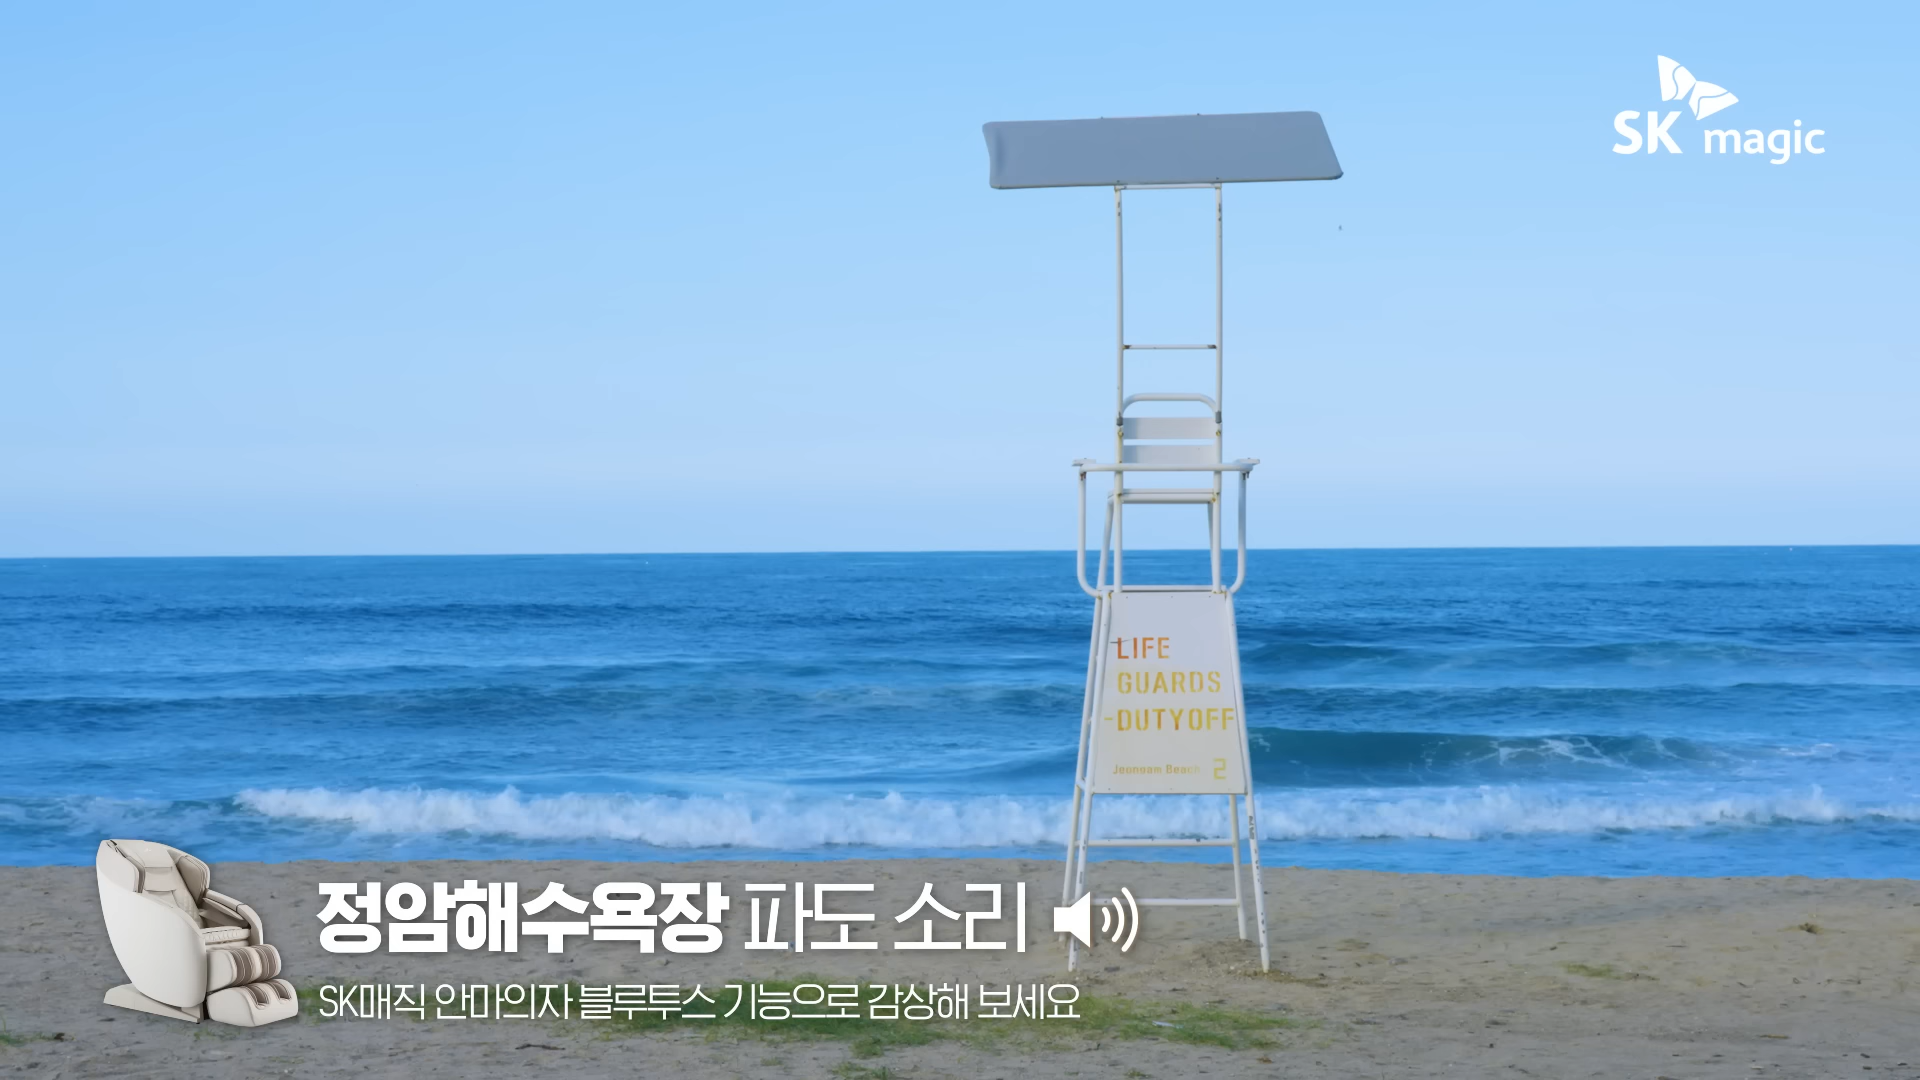 SK magic
LIFE
GUARDS
-DUTYOFF
Jeongam Beach 2
정암해수욕장 파도 소리
SK매직 안마의자 블루투스 기능으로 감상해 보세요